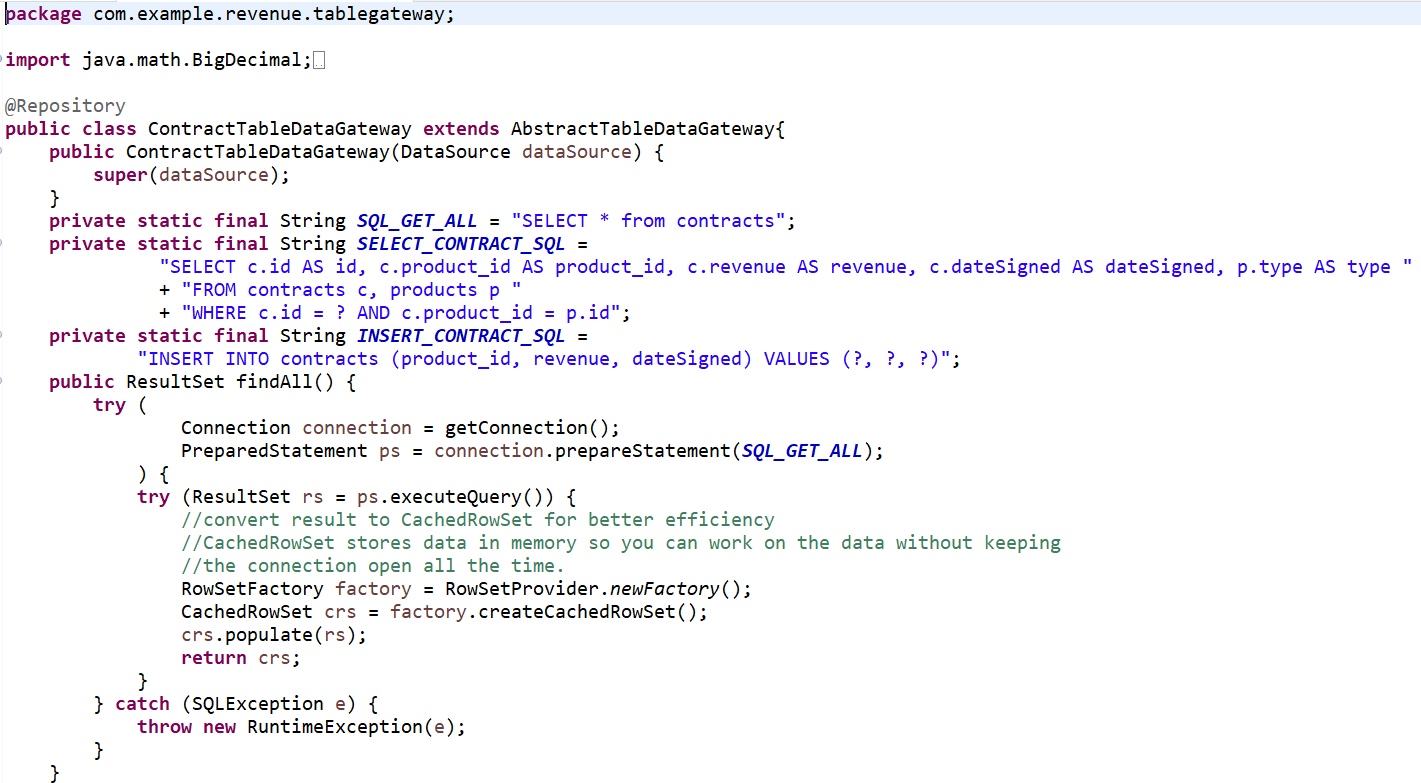 package com.example.revenue.tablegateway;
import java.math.BigDecimal;
@Repository
public class ContractTableDataGateway extends AbstractTableDataGateway{
    public ContractTableDataGateway(DataSource dataSource) {
        super(dataSource);
    }
    private static final String SQL_GET_ALL = "SELECT * from contracts";
    private static final String SELECT_CONTRACT_SQL =
              "SELECT c.id AS id, c.product_id AS product_id, c.revenue AS revenue, c.dateSigned AS dateSigned, p.type AS type "
              + "FROM contracts c, products p "
              + "WHERE c.id = ? AND c.product_id = p.id";
    private static final String INSERT_CONTRACT_SQL =
            "INSERT INTO contracts (product_id, revenue, dateSigned) VALUES (?, ?, ?)";
    public ResultSet findAll() {
        try (
                Connection connection = getConnection();
                PreparedStatement ps = connection.prepareStatement(SQL_GET_ALL);
            ) {
            try (ResultSet rs = ps.executeQuery()) {
                //convert result to CachedRowSet for better efficiency
                //CachedRowSet stores data in memory so you can work on the data without keeping
                //the connection open all the time.
                RowSetFactory factory = RowSetProvider.newFactory();
                CachedRowSet crs = factory.createCachedRowSet();
                crs.populate(rs);
                return crs;
            }
        } catch (SQLException e) {
            throw new RuntimeException(e);
        }
    }